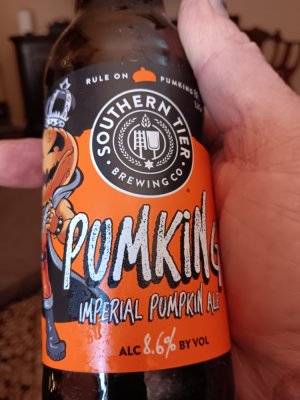 RULE ON PUMKING
SOUTHERN TIER
BREWING CO.
PUMKING
IMPERIAL PUMPKIN ALE
ALC 8.6% BY VOL